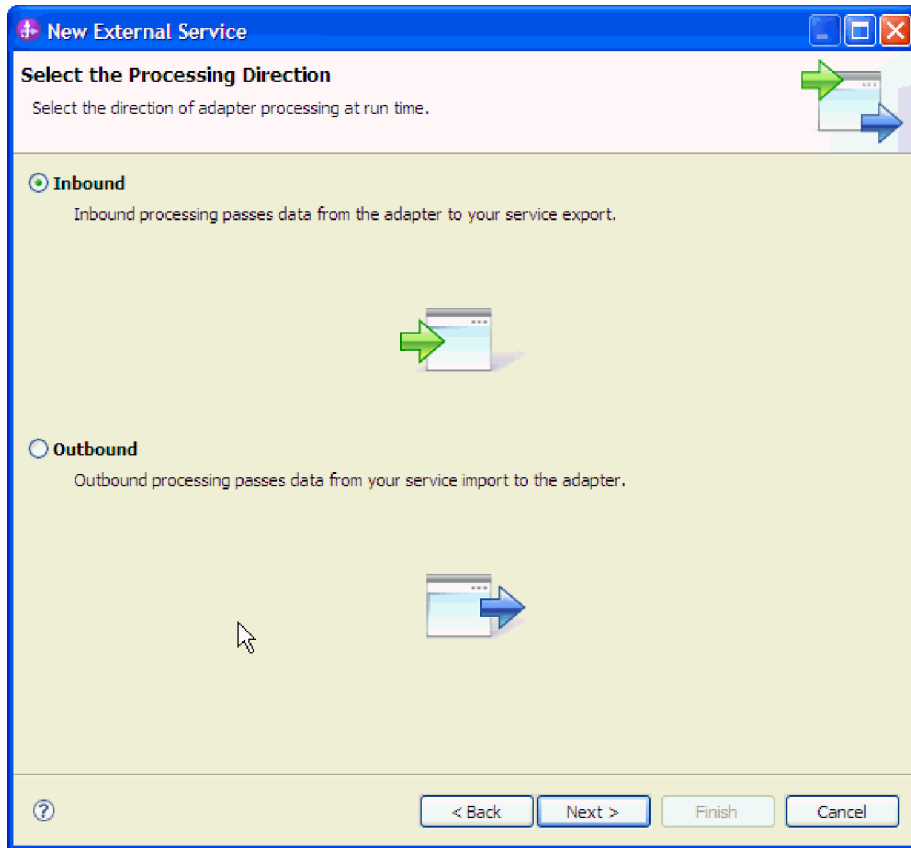 New External Service
Select the Processing Direction
Select the direction of adapter processing at run time.
Inbound
Inbound processing passes data from the adapter to your service export.
Outbound
Outbound processing passes data from your service import to the adapter.
?
< Back
Next >
Finish
Cancel